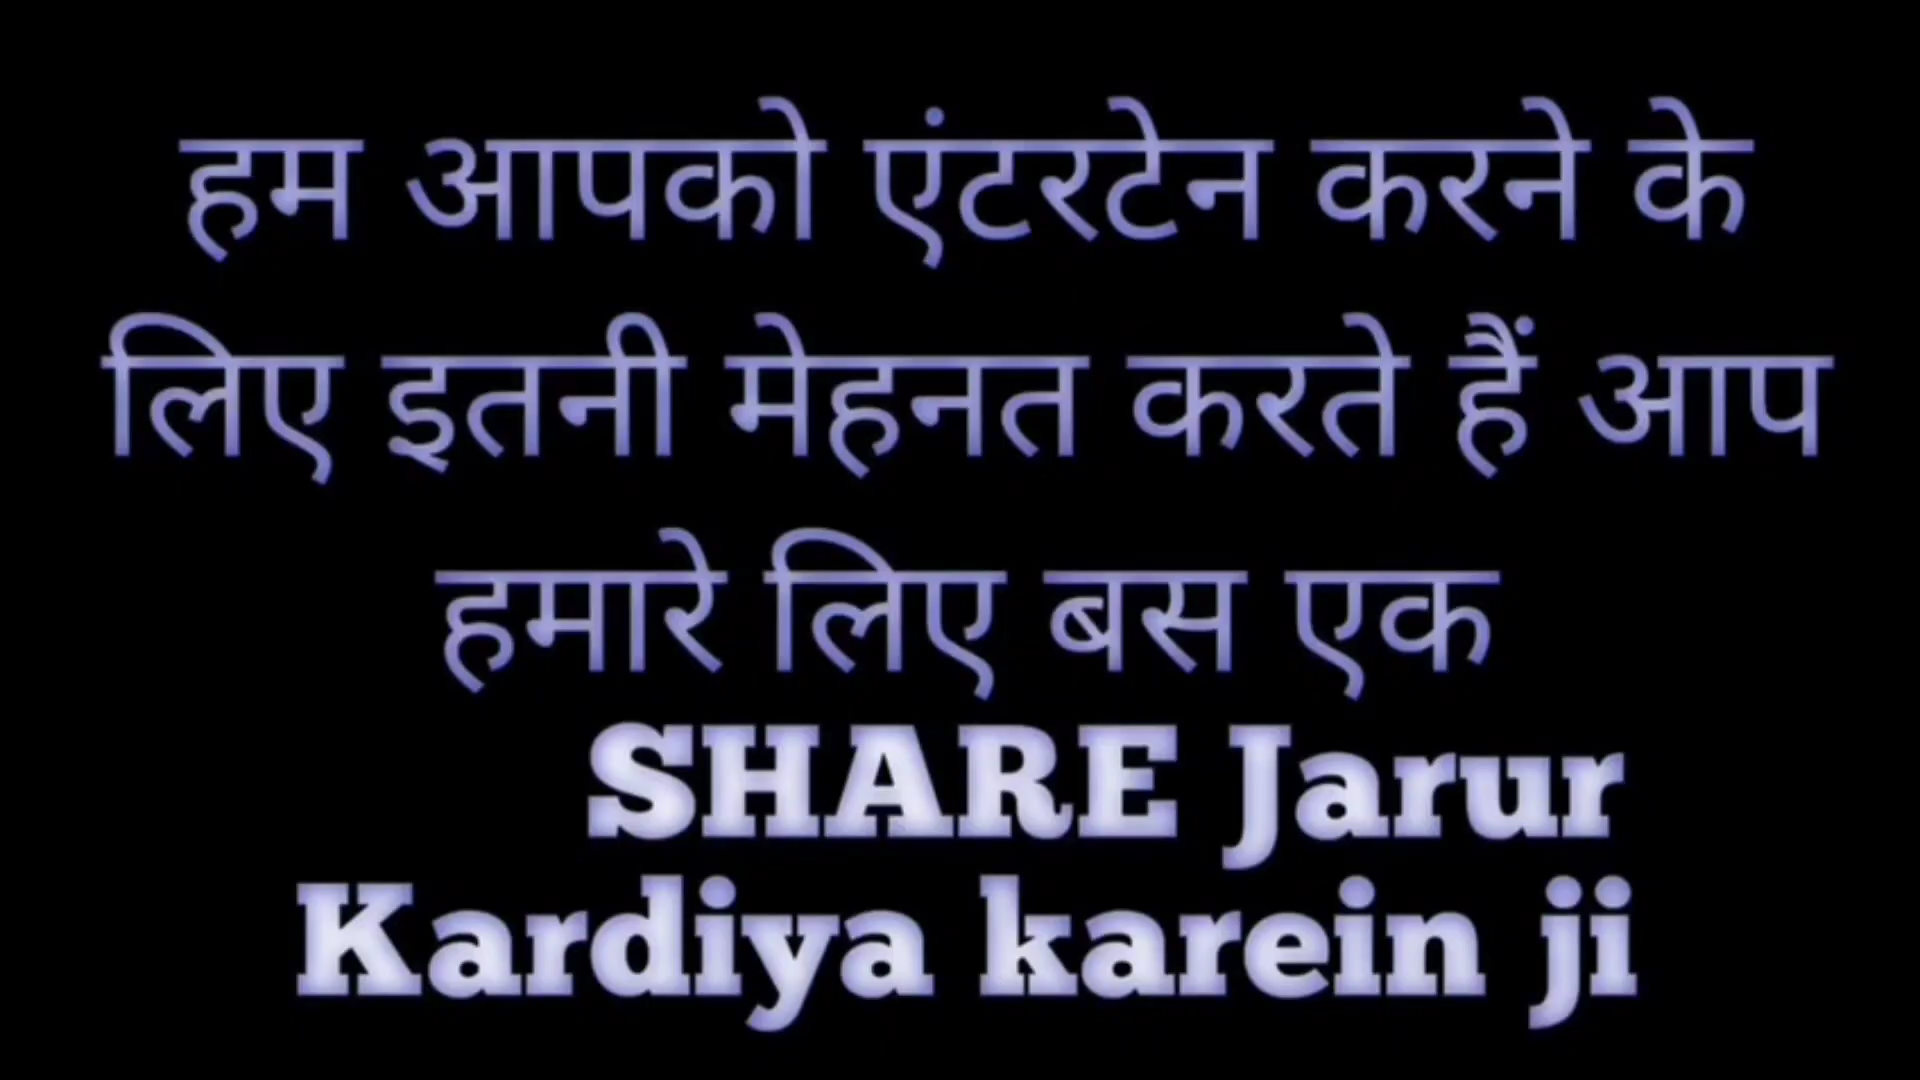 हम आपको एंटरटेन करने के
लिए इतनी मेहनत करते हैं आप
हमारे लिए बस एक
SHARE Jarur
Kardiya karein ji